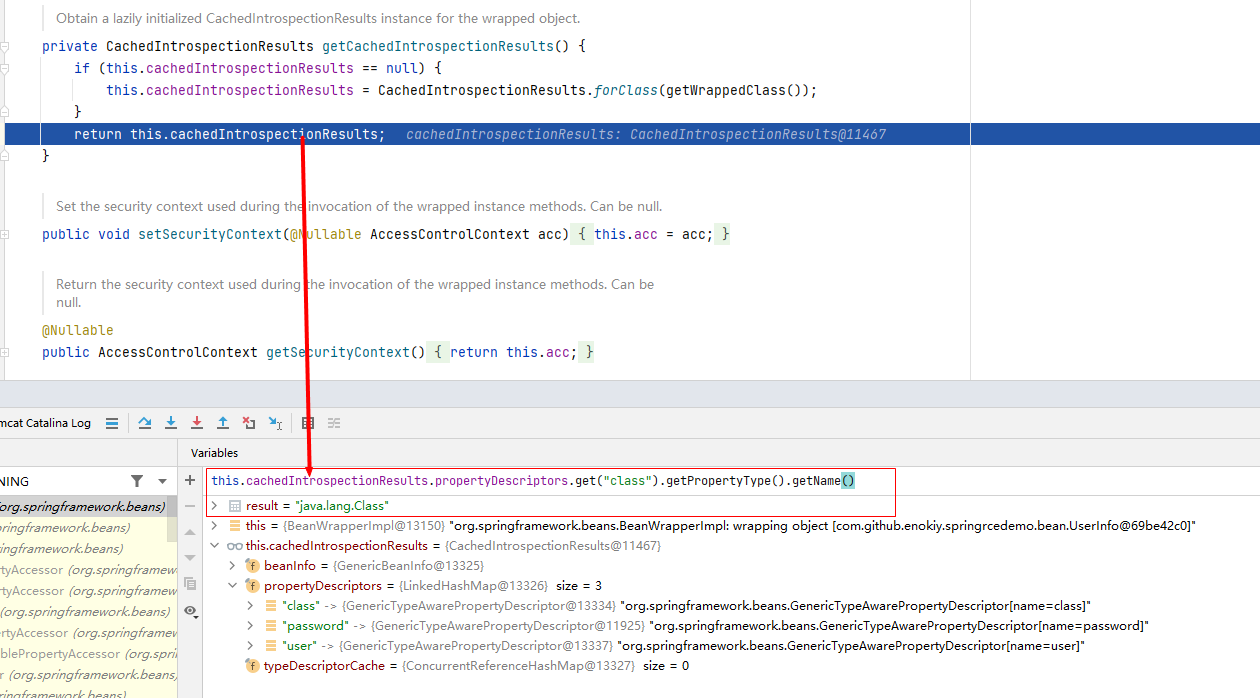 Obtain a lazily initialized CachedIntrospectionResults instance for the wrapped object.
private CachedIntrospectionResults getCachedIntrospectionResults() {
if (this.cachedIntrospectionResults == null) {
this.cachedIntrospectionResults = CachedIntrospectionResults.forClass(getWrappedClass());
}
return this.cachedIntrospectionResults; cachedIntrospectionResults: CachedIntrospectionResults@11467
}
Set the security context used during the invocation of the wrapped instance methods. Can be null.
public void setSecurityContext(@Nullable AccessControlContext acc) { this.acc = acc; }
Return the security context used during the invocation of the wrapped instance methods. Can be
null.
@Nullable
public AccessControlContext getSecurityContext() { return this.acc; }
mcat Catalina Log
Variables
NING
this.cachedIntrospectionResults.propertyDescriptors.get("class").getPropertyType().getName()
(org.springframework.beans)
result = "java.lang.Class"
pringframework.beans)
this = {BeanWrapperImpl@13150} "org.springframework.beans.BeanWrapperImpl: wrapping object [com.github.enokiy.springrcedemo.bean.UserInfo@69be42c0]"
springframework.beans)
this.cachedIntrospectionResults = {CachedIntrospectionResults@11467}
rtyAccessor (org.springframew
beanInfo = {GenericBeanInfo@13325}
rtyAccessor (org.springframew
propertyDescriptors = {LinkedHashMap@13326} size = 3
(org.springframework.beans)
"class" -> {GenericTypeAwarePropertyDescriptor@13334} "org.springframework.beans.GenericTypeAwarePropertyDescriptor[name=class]"
ertyAccessor (org.springframew
"password" -> {GenericTypeAwarePropertyDescriptor@11925} "org.springframework.beans.GenericTypeAwarePropertyDescriptor[name=password]"
blePropertyAccessor (org.spri
"user" -> {GenericTypeAwarePropertyDescriptor@13337} "org.springframework.beans.GenericTypeAwarePropertyDescriptor[name=user]"
r (org.springframework.beans)
typeDescriptorCache = {ConcurrentReferenceHashMap@13327} size = 0
ringframework.beans)